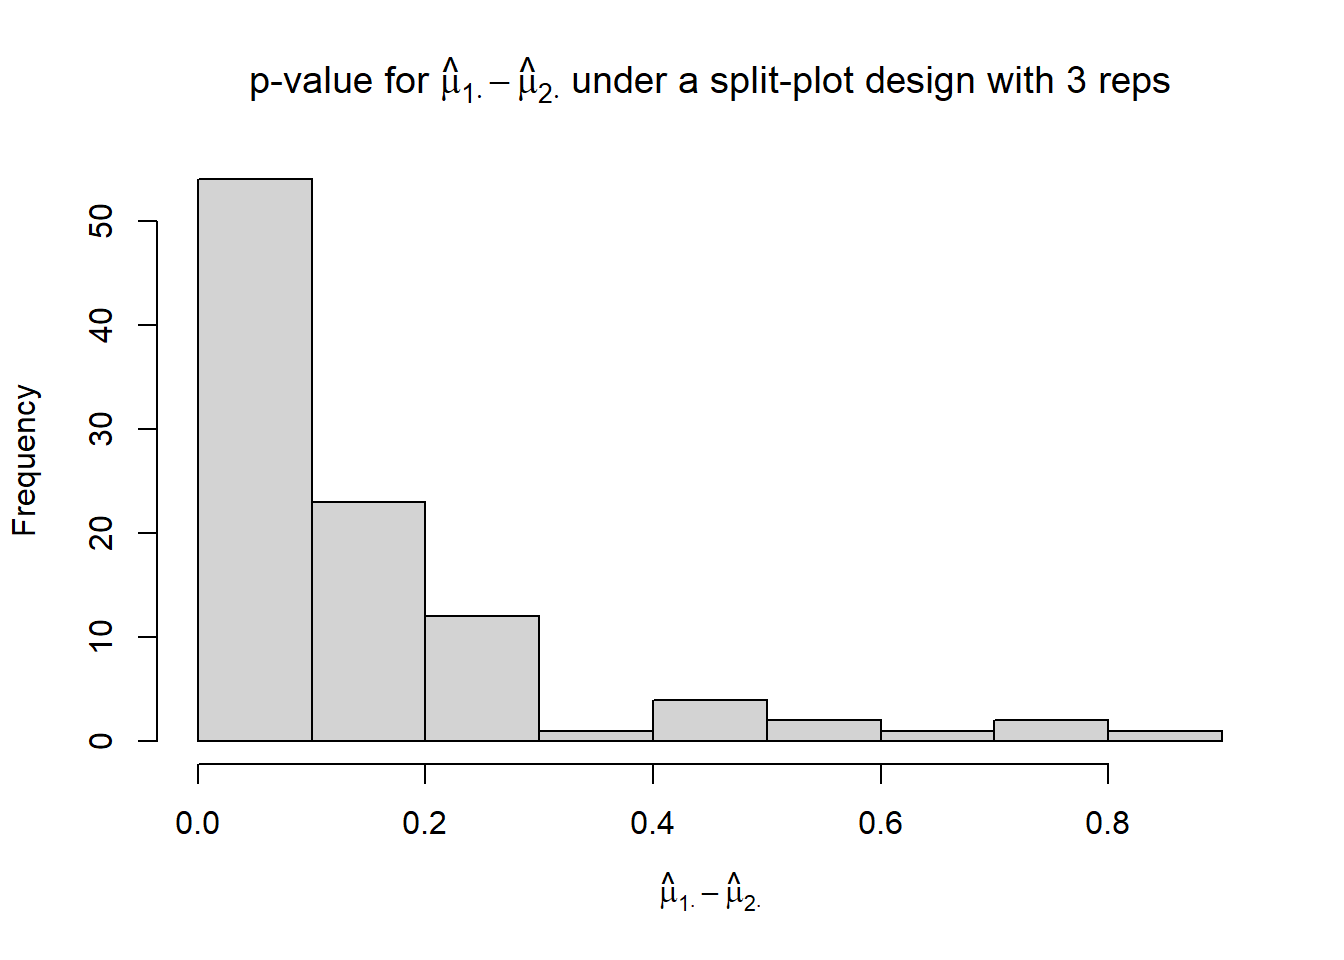 p-value for μ̂₁. − μ̂₂. under a split-plot design with 3 reps
Frequency
50
40
30
20
10
0
0.0 0.2 0.4 0.6 0.8
μ̂₁. − μ̂₂.